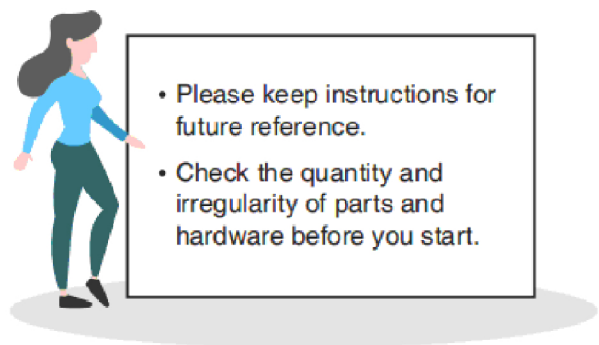 • Please keep instructions for
future reference.
• Check the quantity and
irregularity of parts and
hardware before you start.